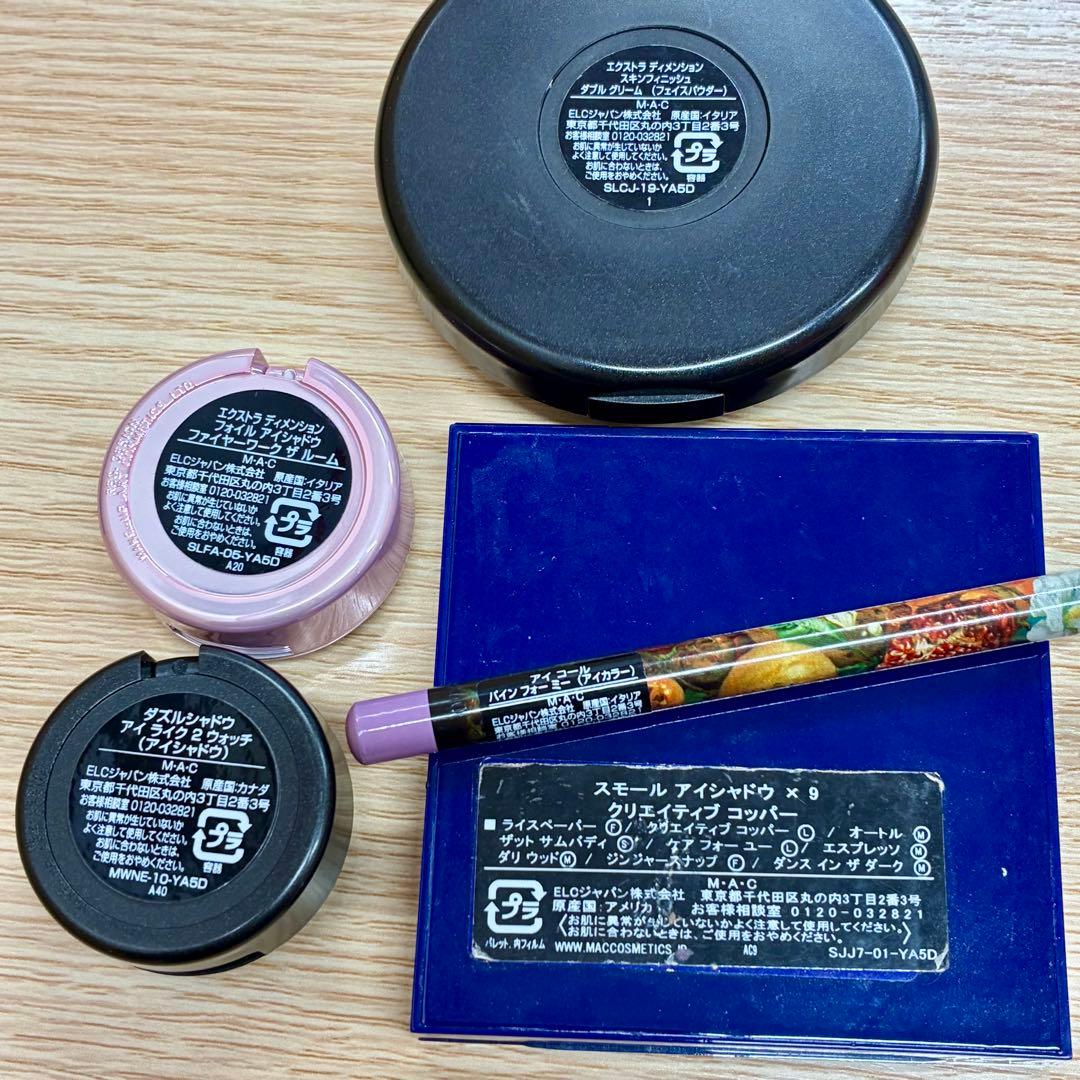 エクストラ ディメンション
スキンフィニッシュ
ダブル グリーム （フェイスパウダー）
M・A・C
ELCジャパン株式会社 原産国:イタリア
東京都千代田区丸の内3丁目2番3号
お客様相談室 0120-032821
お肌に異常が生じていないか
よく注意して使用してください。
お肌に合わないときは、
ご使用をおやめください。
プラ
容器
SLCJ-19-YA5D
1
エクストラ ディメンション
フォイル アイシャドウ
ファイヤーワーク ザ ルーム
M・A・C
ELCジャパン株式会社 原産国:イタリア
東京都千代田区丸の内3丁目2番3号
お客様相談室 0120-032821
お肌に異常が生じていないか
よく注意して使用してください。
お肌に合わないときは、
ご使用をおやめください。
プラ
容器
SLFA-05-YA5D
A20
アイ コール
パイン フォー ミー （アイカラー）
M・A・C
ELCジャパン株式会社 原産国:イタリア
東京都千代田区丸の内3丁目2番3号
お客様相談室 0120-032821
ダズルシャドウ
アイ ライク 2 ウォッチ
（アイシャドウ）
M・A・C
ELCジャパン株式会社 原産国:カナダ
東京都千代田区丸の内3丁目2番3号
お客様相談室 0120-032821
お肌に異常が生じていないか
よく注意して使用してください。
お肌に合わないときは、
ご使用をおやめください。
プラ
容器
MWNE-10-YA5D
A40
スモール アイシャドウ × 9
クリエイティブ コッパー
■ ライスペーパー Ⓕ / クリエイティブ コッパー Ⓛ / オートル Ⓜ
ザット サムバディ Ⓢ / ケア フォー ユー Ⓛ / エスプレッソ Ⓜ
ダリ ウッド Ⓜ / ジンジャースナップ Ⓕ / ダンス イン ザ ダーク Ⓜ
M・A・C
ELCジャパン株式会社 東京都千代田区丸の内3丁目2番3号
原産国:アメリカ お客様相談室 0120-032821
〈お肌に異常が生じていないかよく注意して使用してください。
お肌に合わないときは、ご使用をおやめください。〉
プラ
パレット、内フィルム
WWW.MACCOSMETICS.JP
AC9
SJJ7-01-YA5D